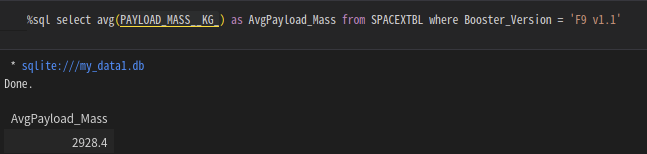 %sql select avg(PAYLOAD_MASS__KG_) as AvgPayload_Mass from SPACEXTBL where Booster_Version = 'F9 v1.1'
* sqlite:///my_data1.db
Done.
AvgPayload_Mass
2928.4